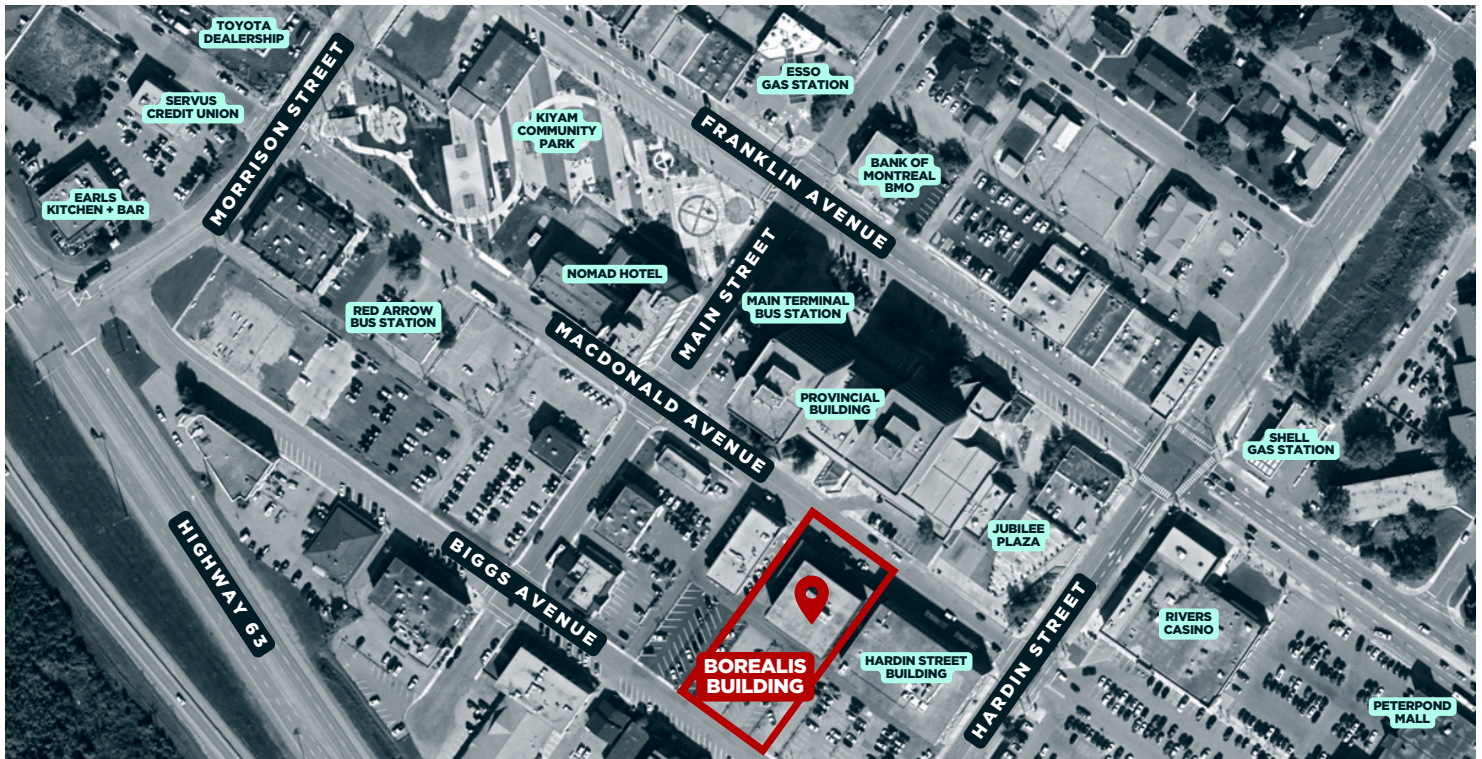 TOYOTA
DEALERSHIP
SERVUS
CREDIT UNION
EARLS
KITCHEN + BAR
MORRISON STREET
KIYAM
COMMUNITY
PARK
ESSO
GAS STATION
FRANKLIN AVENUE
BANK OF
MONTREAL
BMO
NOMAD HOTEL
RED ARROW
BUS STATION
MAIN STREET
MAIN TERMINAL
BUS STATION
MACDONALD AVENUE
PROVINCIAL
BUILDING
SHELL
GAS STATION
HIGHWAY 63
BIGGS AVENUE
JUBILEE
PLAZA
BOREALIS
BUILDING
HARDIN STREET
BUILDING
HARDIN STREET
RIVERS
CASINO
PETERPOND
MALL